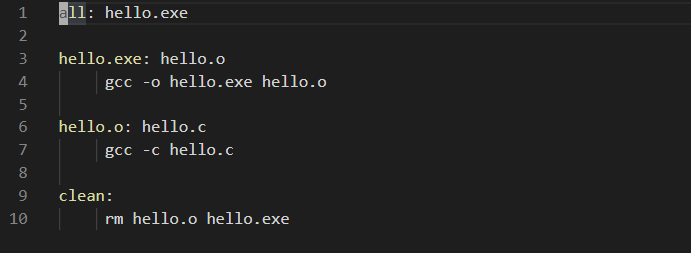 1 all: hello.exe
2
3 hello.exe: hello.o
4 gcc -o hello.exe hello.o
5
6 hello.o: hello.c
7 gcc -c hello.c
8
9 clean:
10 rm hello.o hello.exe